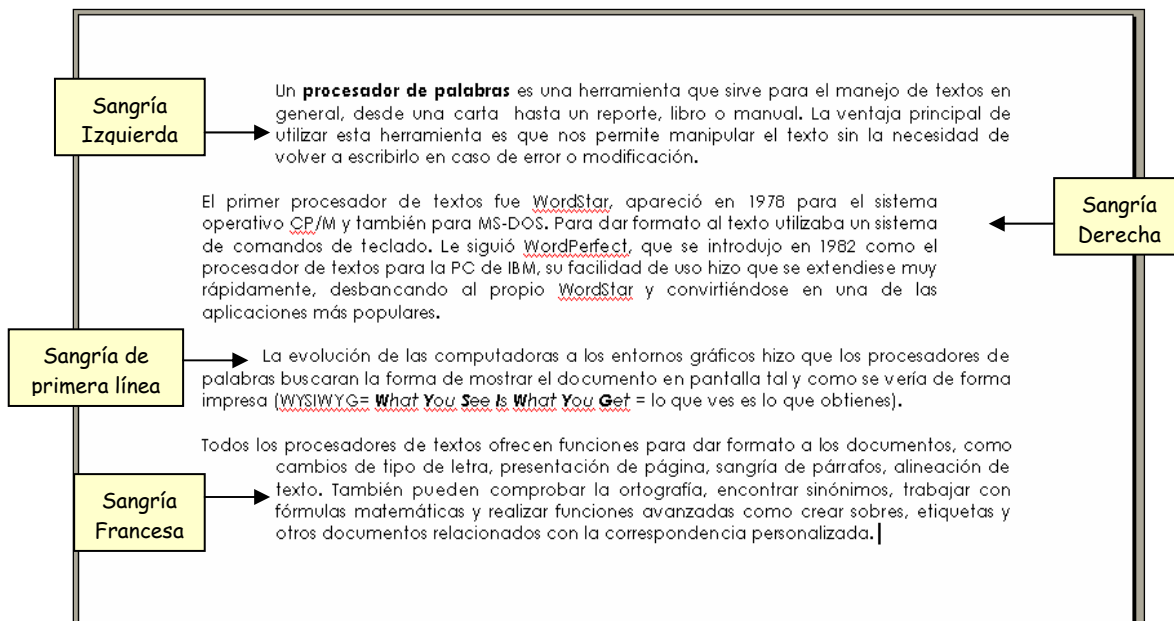 Sangría
Izquierda
Un procesador de palabras es una herramienta que sirve para el manejo de textos en
general, desde una carta  hasta un reporte, libro o manual. La ventaja principal de
utilizar esta herramienta es que nos permite manipular el texto sin la necesidad de
volver a escribirlo en caso de error o modificación.
El primer procesador de textos fue WordStar, apareció en 1978 para el sistema
operativo CP/M y también para MS-DOS. Para dar formato al texto utilizaba un sistema
de comandos de teclado. Le siguió WordPerfect, que se introdujo en 1982 como el
procesador de textos para la PC de IBM, su facilidad de uso hizo que se extendiese muy
rápidamente, desbancando al propio WordStar y convirtiéndose en una de las
aplicaciones más populares.
Sangría
Derecha
Sangría de
primera línea
La evolución de las computadoras a los entornos gráficos hizo que los procesadores de
palabras buscaran la forma de mostrar el documento en pantalla tal y como se vería de forma
impresa (WYSIWYG= What You See Is What You Get = lo que ves es lo que obtienes).
Todos los procesadores de textos ofrecen funciones para dar formato a los documentos, como
cambios de tipo de letra, presentación de página, sangría de párrafos, alineación de
texto. También pueden comprobar la ortografía, encontrar sinónimos, trabajar con
fórmulas matemáticas y realizar funciones avanzadas como crear sobres, etiquetas y
otros documentos relacionados con la correspondencia personalizada.
Sangría
Francesa